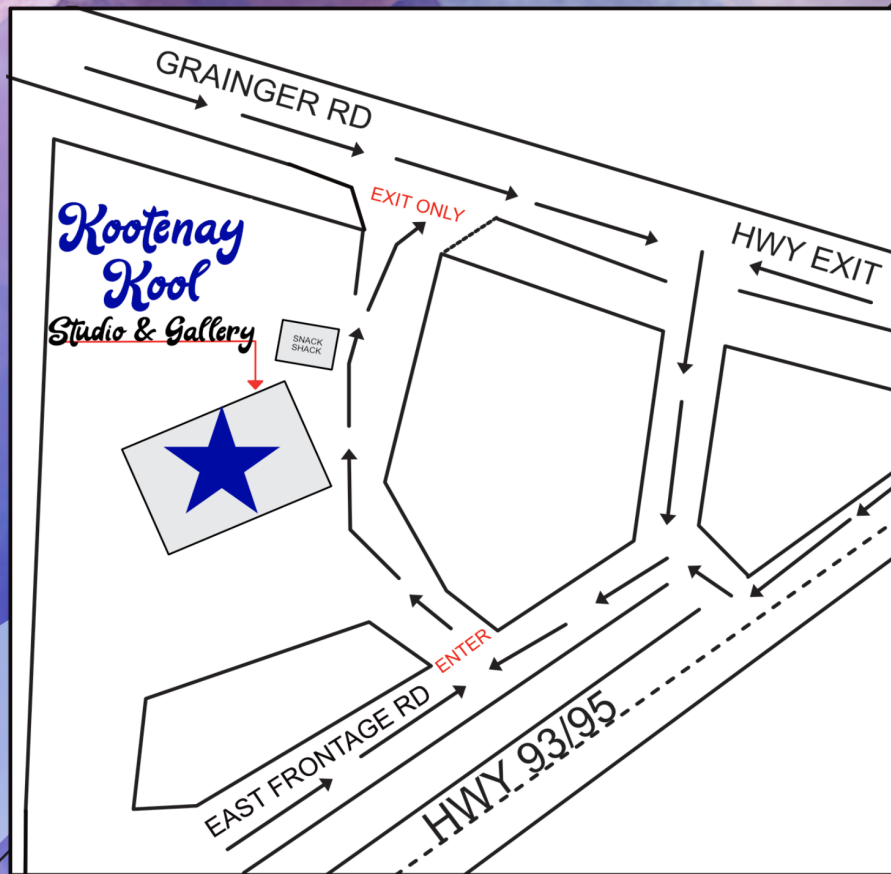 GRAINGER RD
EXIT ONLY
HWY EXIT
Kootenay
Kool
Studio & Gallery
SNACK
SHACK
ENTER
EAST FRONTAGE RD
HWY 93/95